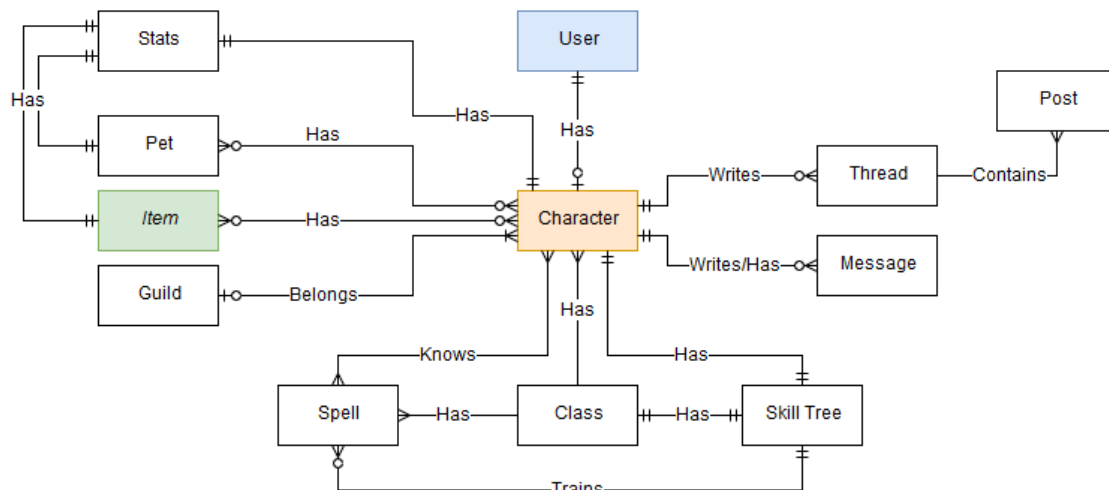 Stats
User
Has
Post
Has
Has
Has
Pet
Writes
Thread
Contains
Item
Has
Character
Guild
Belongs
Writes/Has
Message
Has
Knows
Has
Spell
Has
Class
Has
Skill Tree
Trains